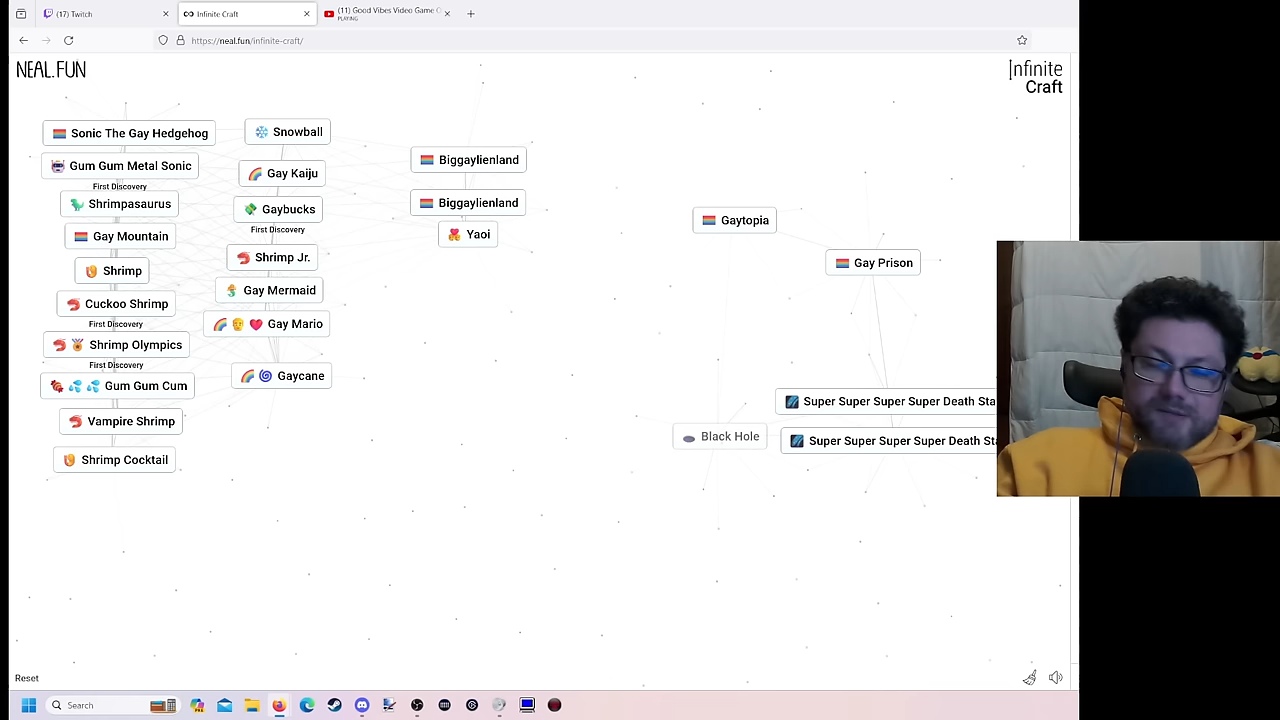 (17) Twitch
Infinite Craft
(11) Good Vibes Video Game
PLAYING
https://neal.fun/infinite-craft/
NEAL.FUN
Infinite
Craft
Sonic The Gay Hedgehog
Gum Gum Metal Sonic
First Discovery
Shrimpasaurus
Gay Mountain
Shrimp
Cuckoo Shrimp
First Discovery
Shrimp Olympics
First Discovery
Gum Gum Cum
Vampire Shrimp
Shrimp Cocktail
Snowball
Gay Kaiju
Gaybucks
First Discovery
Shrimp Jr.
Gay Mermaid
Gay Mario
Gaycane
Biggaylienland
Biggaylienland
Yaoi
Gaytopia
Gay Prison
Super Super Super Super Death Sta
Black Hole
Super Super Super Super Death Sta
Reset
Search